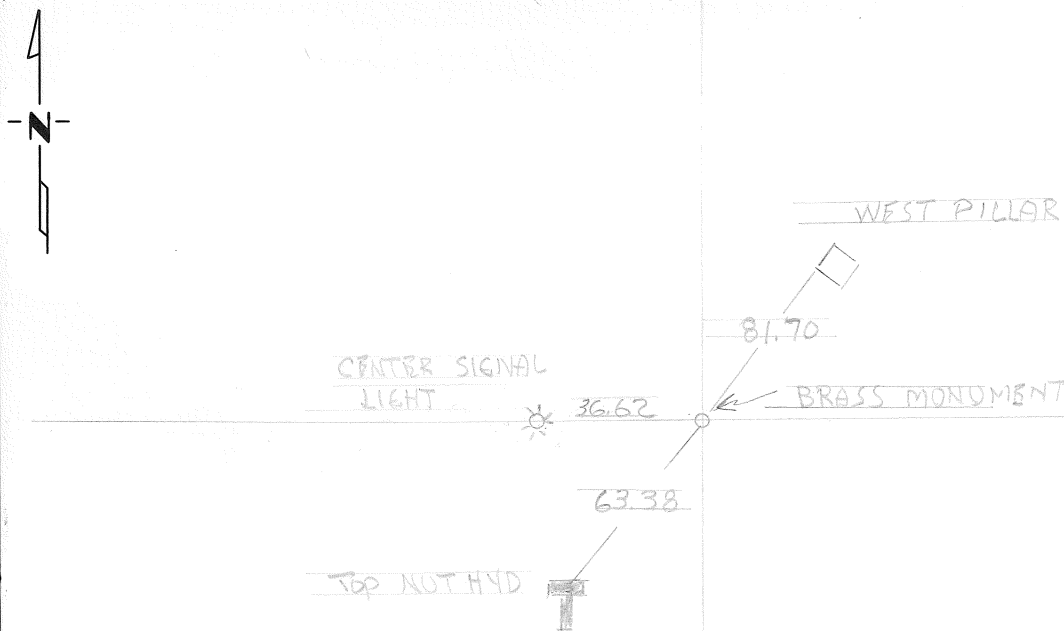 N
WEST PILLAR
81.70
CENTER SIGNAL
LIGHT
36.62
BRASS MONUMENT
63.38
Top NUT HYD